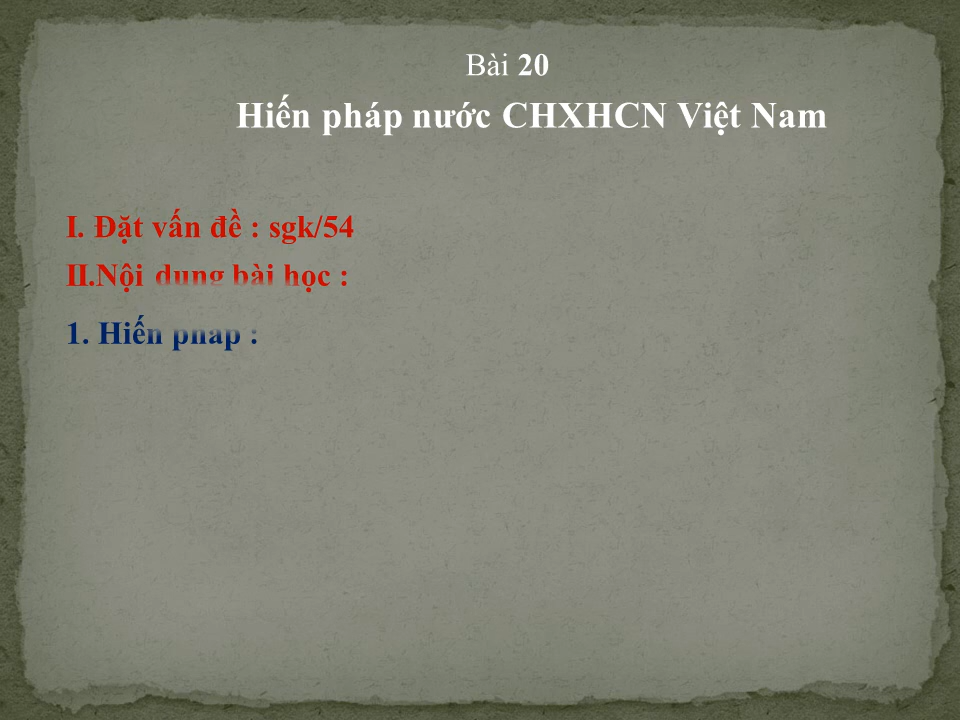 Bài 20
Hiến pháp nước CHXHCN Việt Nam
I. Đặt vấn đề : sgk/54
II.Nội dung bài học :
1. Hiến pháp :